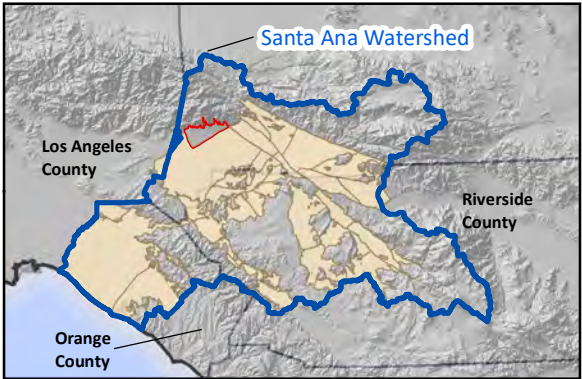 Santa Ana Watershed
Los Angeles
County
Riverside
County
Orange
County